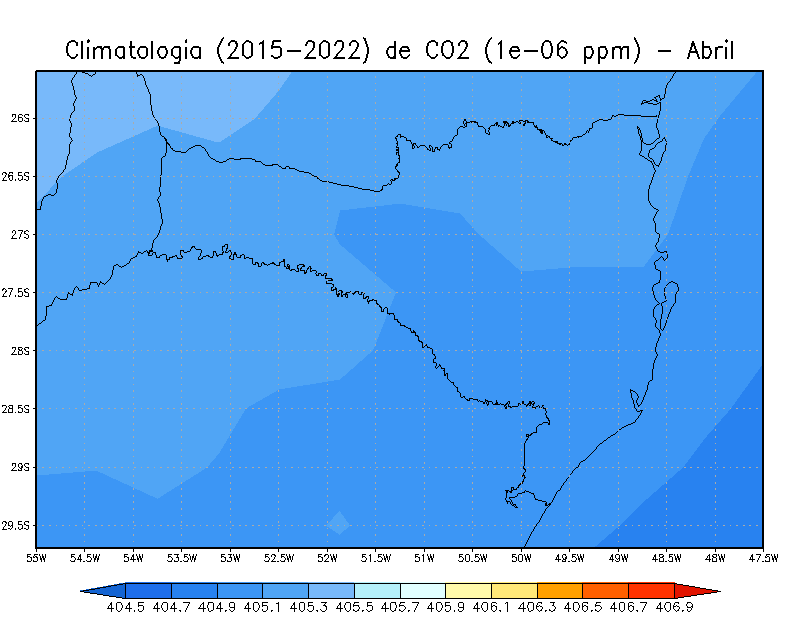 Climatologia (2015−2022) de CO2 (1e−06 ppm) − Abril
26S
26.5S
27S
27.5S
28S
28.5S
29S
29.5S
55W 54.5W 54W 53.5W 53W 52.5W 52W 51.5W 51W 50.5W 50W 49.5W 49W 48.5W 48W 47.5W
404.5 404.7 404.9 405.1 405.3 405.5 405.7 405.9 406.1 406.3 406.5 406.7 406.9